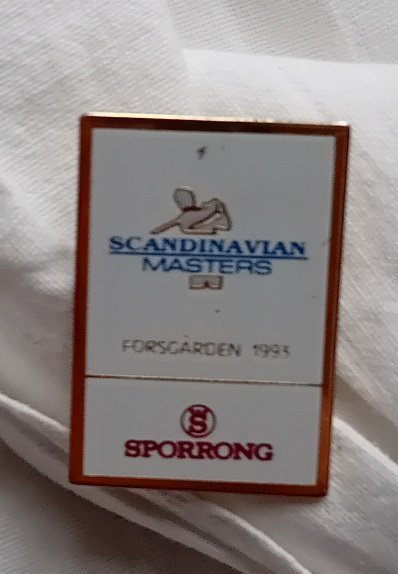 SCANDINAVIAN
MASTERS
FORSGÅRDEN 1993
S
SPORRONG